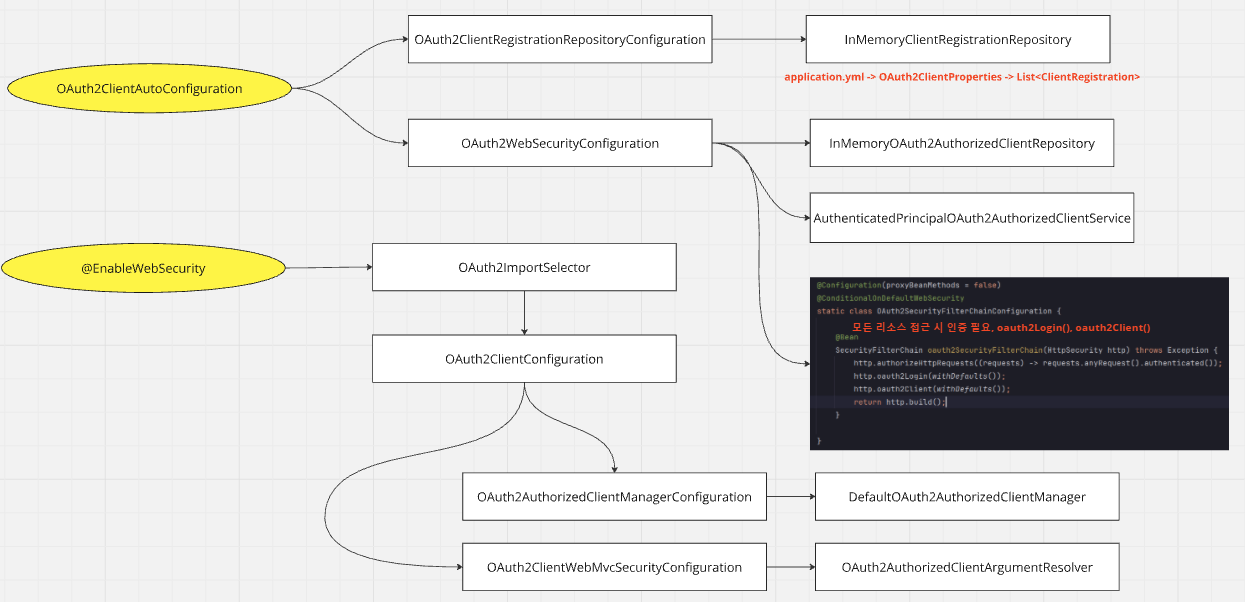 OAuth2ClientAutoConfiguration
OAuth2ClientRegistrationRepositoryConfiguration
InMemoryClientRegistrationRepository
application.yml -> OAuth2ClientProperties -> List<ClientRegistration>
OAuth2WebSecurityConfiguration
InMemoryOAuth2AuthorizedClientRepository
AuthenticatedPrincipalOAuth2AuthorizedClientService
@Configuration(proxyBeanMethods = false)
@ConditionalOnDefaultWebSecurity
static class OAuth2SecurityFilterChainConfiguration {
모든 리소스 접근 시 인증 필요, oauth2Login(), oauth2Client()
@Bean
SecurityFilterChain oauth2SecurityFilterChain(HttpSecurity http) throws Exception {
http.authorizeHttpRequests((requests) -> requests.anyRequest().authenticated());
http.oauth2Login(withDefaults());
http.oauth2Client(withDefaults());
return http.build();
}
}
@EnableWebSecurity
OAuth2ImportSelector
OAuth2ClientConfiguration
OAuth2AuthorizedClientManagerConfiguration
DefaultOAuth2AuthorizedClientManager
OAuth2ClientWebMvcSecurityConfiguration
OAuth2AuthorizedClientArgumentResolver